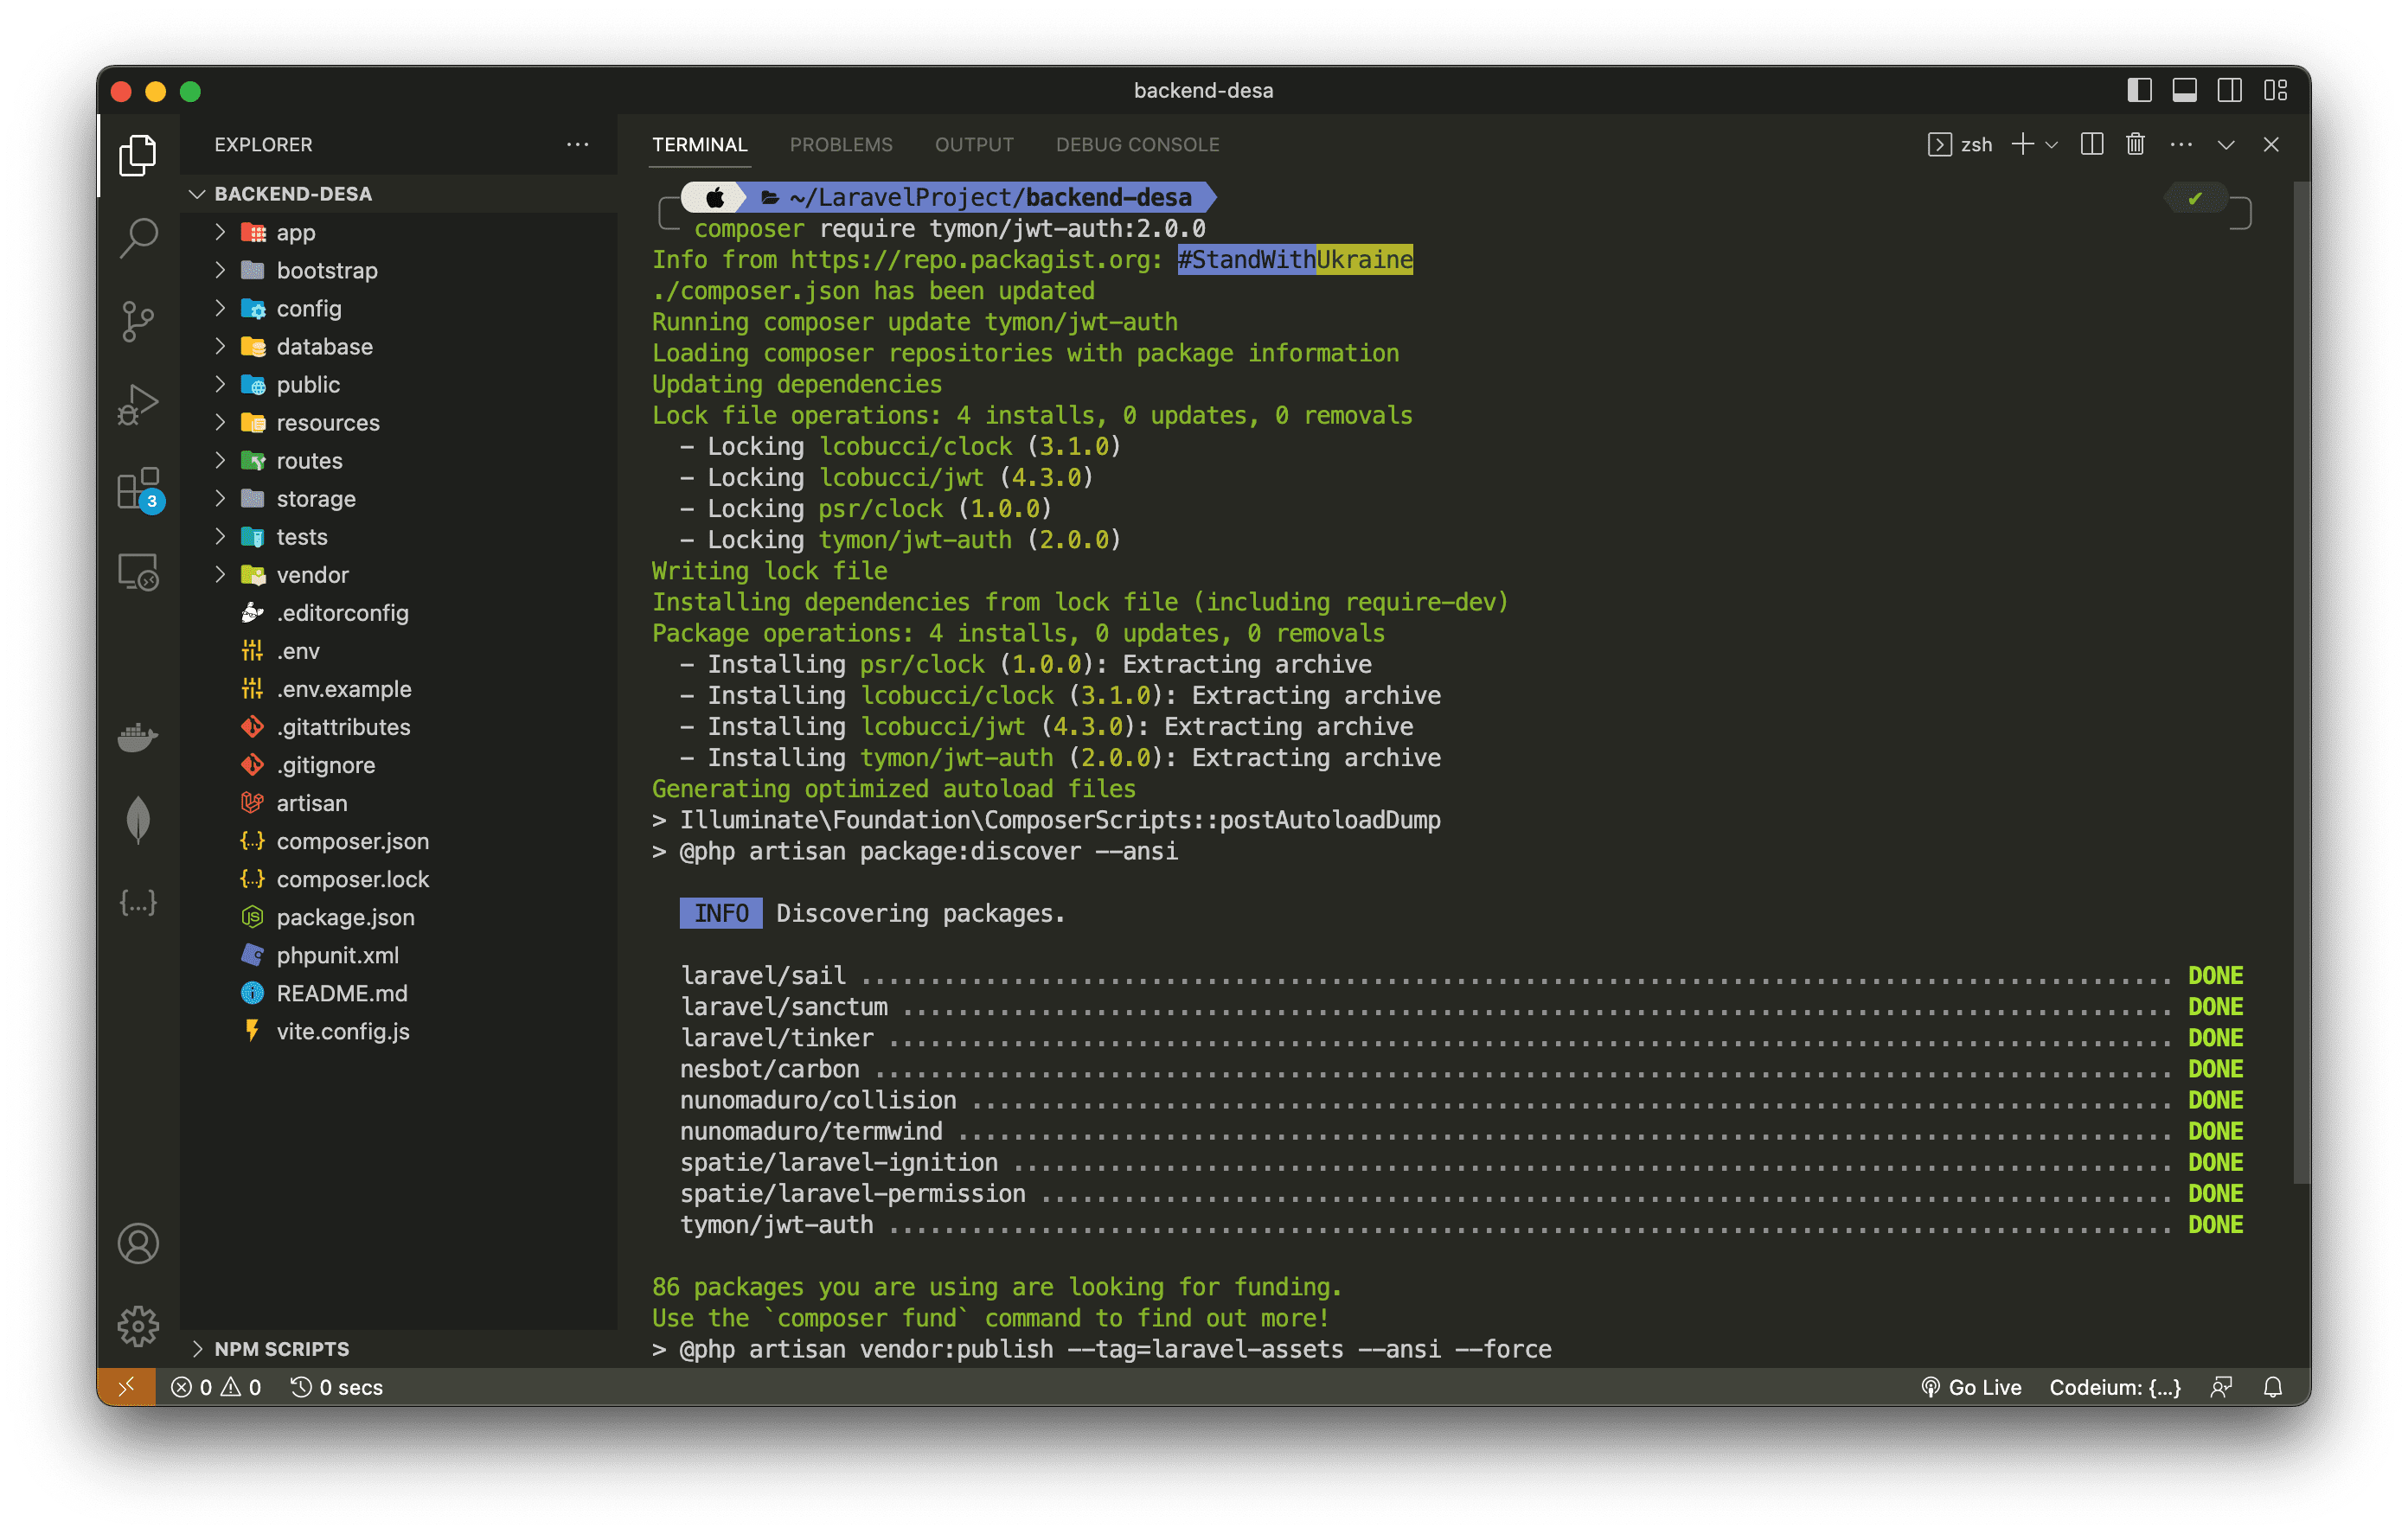 backend-desa
EXPLORER
BACKEND-DESA
app
bootstrap
config
database
public
resources
routes
storage
tests
vendor
.editorconfig
.env
.env.example
.gitattributes
.gitignore
artisan
composer.json
composer.lock
package.json
phpunit.xml
README.md
vite.config.js
NPM SCRIPTS
3
TERMINAL PROBLEMS OUTPUT DEBUG CONSOLE
zsh
~/LaravelProject/backend-desa
composer require tymon/jwt-auth:2.0.0
Info from https://repo.packagist.org: #StandWithUkraine
./composer.json has been updated
Running composer update tymon/jwt-auth
Loading composer repositories with package information
Updating dependencies
Lock file operations: 4 installs, 0 updates, 0 removals
- Locking lcobucci/clock (3.1.0)
- Locking lcobucci/jwt (4.3.0)
- Locking psr/clock (1.0.0)
- Locking tymon/jwt-auth (2.0.0)
Writing lock file
Installing dependencies from lock file (including require-dev)
Package operations: 4 installs, 0 updates, 0 removals
- Installing psr/clock (1.0.0): Extracting archive
- Installing lcobucci/clock (3.1.0): Extracting archive
- Installing lcobucci/jwt (4.3.0): Extracting archive
- Installing tymon/jwt-auth (2.0.0): Extracting archive
Generating optimized autoload files
> Illuminate\Foundation\ComposerScripts::postAutoloadDump
> @php artisan package:discover --ansi
INFO Discovering packages.
laravel/sail ........ DONE
laravel/sanctum ........ DONE
laravel/tinker ........ DONE
nesbot/carbon ........ DONE
nunomaduro/collision ........ DONE
nunomaduro/termwind ........ DONE
spatie/laravel-ignition ........ DONE
spatie/laravel-permission ........ DONE
tymon/jwt-auth ........ DONE
86 packages you are using are looking for funding.
Use the `composer fund` command to find out more!
> @php artisan vendor:publish --tag=laravel-assets --ansi --force
0 0 0 secs
Go Live Codeium: {...}